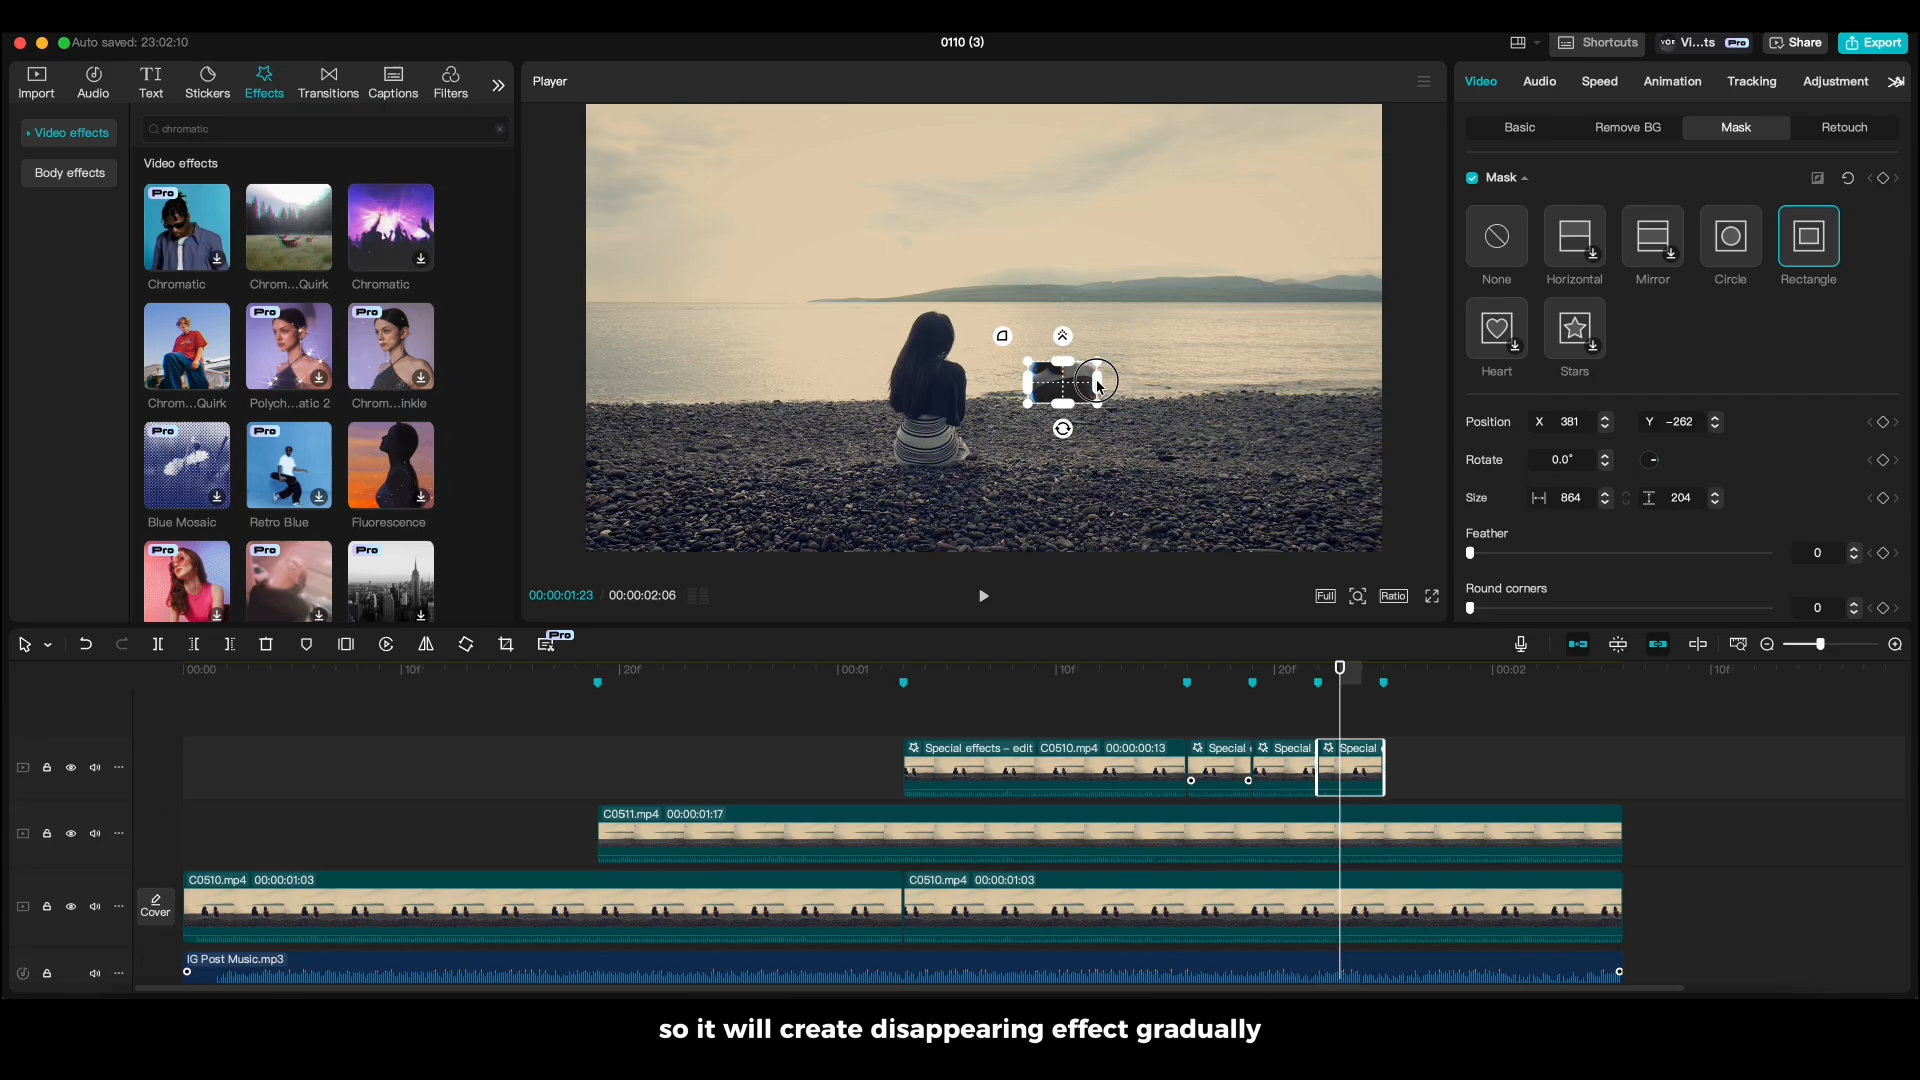 Auto saved: 23:02:10
0110 (3)
Shortcuts
Vi...ts
Pro
Share
Export
Import
Audio
TI
Text
Stickers
Effects
Transitions
Captions
Filters
Player
Video
Audio
Speed
Animation
Tracking
Adjustment
Video effects
Body effects
chromatic
Video effects
Pro
Chromatic
Chrom...Quirk
Chromatic
Pro
Pro
Chrom...Quirk
Polych...atic 2
Chrom...inkle
Pro
Pro
Blue Mosaic
Retro Blue
Fluorescence
Pro
Pro
Pro
Basic
Remove BG
Mask
Retouch
Mask
None
Horizontal
Mirror
Circle
Rectangle
Heart
Stars
Position
X 381
Y -262
Rotate
0.0°
Size
864
204
Feather
0
Round corners
0
00:00:01:23 / 00:00:02:06
Full
Ratio
Pro
00:00
10f
20f
00:01
10f
20f
00:02
10f
Special effects – edit C0510.mp4 00:00:00:13
Special
Special
Special
C0511.mp4 00:00:01:17
Cover
C0510.mp4 00:00:01:03
C0510.mp4 00:00:01:03
IG Post Music.mp3
so it will create disappearing effect gradually